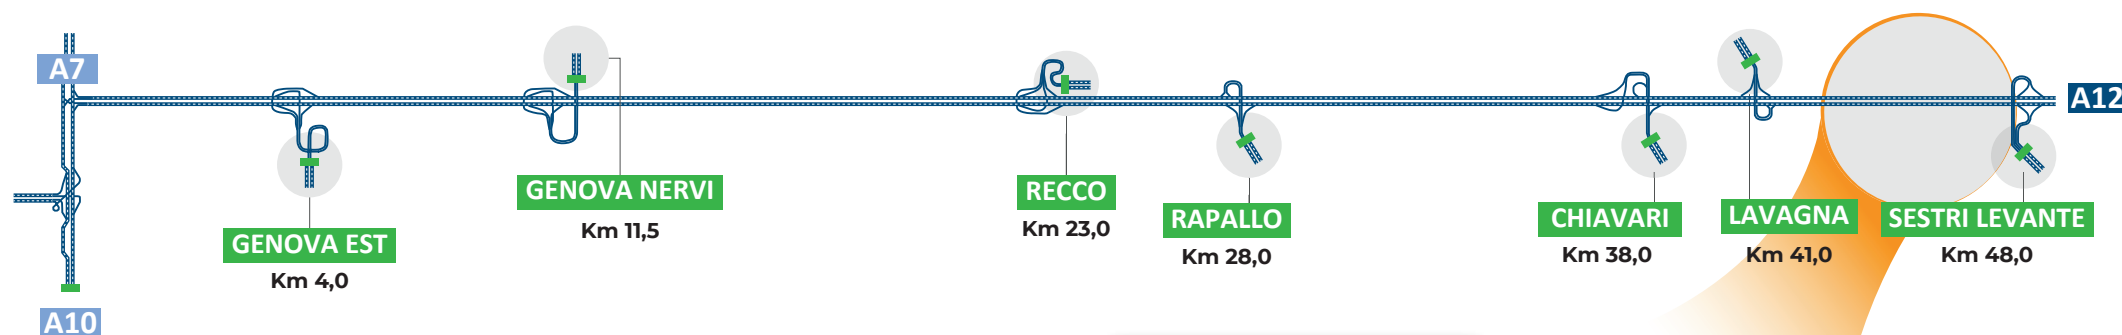 A7
A10
GENOVA EST
Km 4,0
GENOVA NERVI
Km 11,5
RECCO
Km 23,0
RAPALLO
Km 28,0
CHIAVARI
Km 38,0
LAVAGNA
Km 41,0
SESTRI LEVANTE
Km 48,0
A12